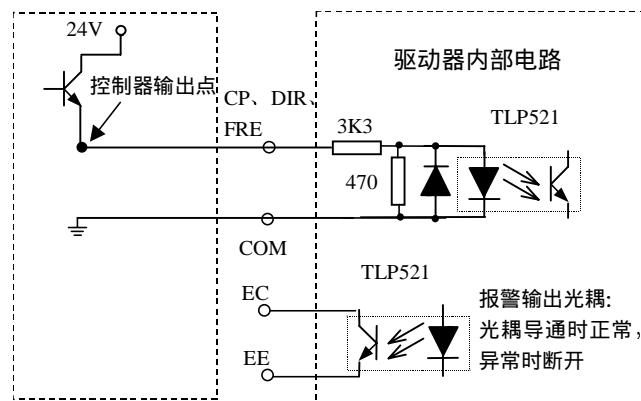 24V
驱动器内部电路
控制器输出点
CP、DIR、
FRE
3K3
TLP521
470
COM
TLP521
EC
报警输出光耦:
光耦导通时正常，
异常时断开
EE